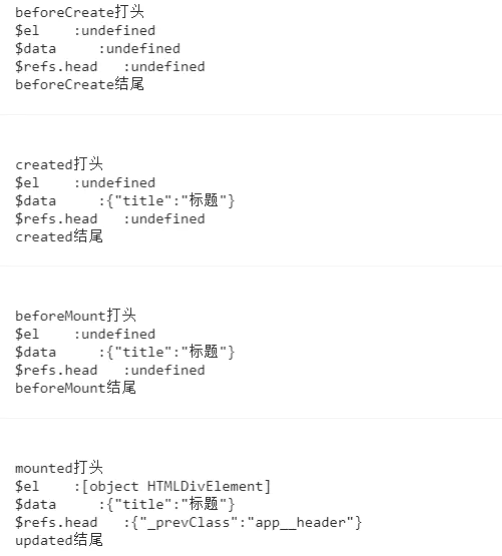 beforeCreate打头
$el    :undefined
$data     :undefined
$refs.head   :undefined
beforeCreate结尾
created打头
$el    :undefined
$data     :{"title":"标题"}
$refs.head   :undefined
created结尾
beforeMount打头
$el    :undefined
$data     :{"title":"标题"}
$refs.head   :undefined
beforeMount结尾
mounted打头
$el    :[object HTMLDivElement]
$data     :{"title":"标题"}
$refs.head   :{"_prevClass":"app__header"}
updated结尾